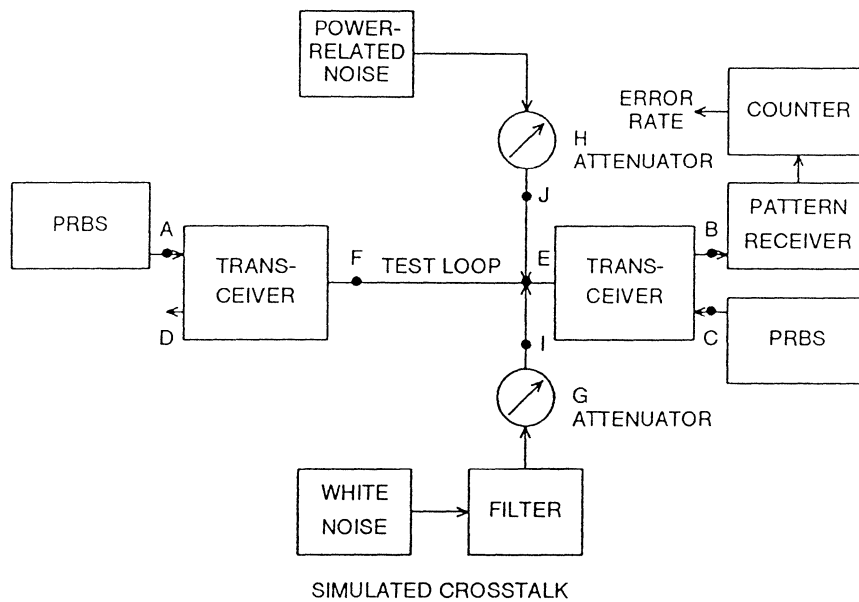 POWER-
RELATED
NOISE
ERROR
RATE
COUNTER
H
ATTENUATOR
PRBS
A
J
PATTERN
RECEIVER
B
TRANS-
CEIVER
F
TEST LOOP
E
TRANS-
CEIVER
D
I
C
PRBS
G
ATTENUATOR
WHITE
NOISE
FILTER
SIMULATED CROSSTALK